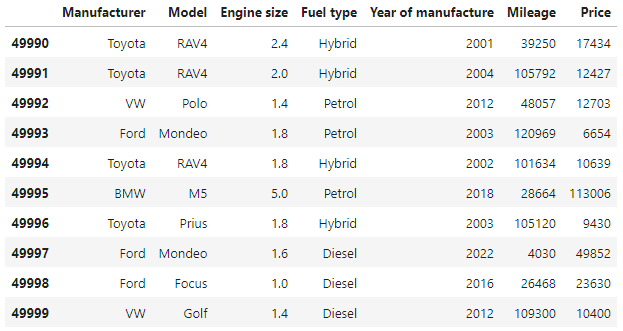 Manufacturer Model Engine size Fuel type Year of manufacture Mileage Price
49990 Toyota RAV4 2.4 Hybrid 2001 39250 17434
49991 Toyota RAV4 2.0 Hybrid 2004 105792 12427
49992 VW Polo 1.4 Petrol 2012 48057 12703
49993 Ford Mondeo 1.8 Petrol 2003 120969 6654
49994 Toyota RAV4 1.8 Hybrid 2002 101634 10639
49995 BMW M5 5.0 Petrol 2018 28664 113006
49996 Toyota Prius 1.8 Hybrid 2003 105120 9430
49997 Ford Mondeo 1.6 Diesel 2022 4030 49852
49998 Ford Focus 1.0 Diesel 2016 26468 23630
49999 VW Golf 1.4 Diesel 2012 109300 10400